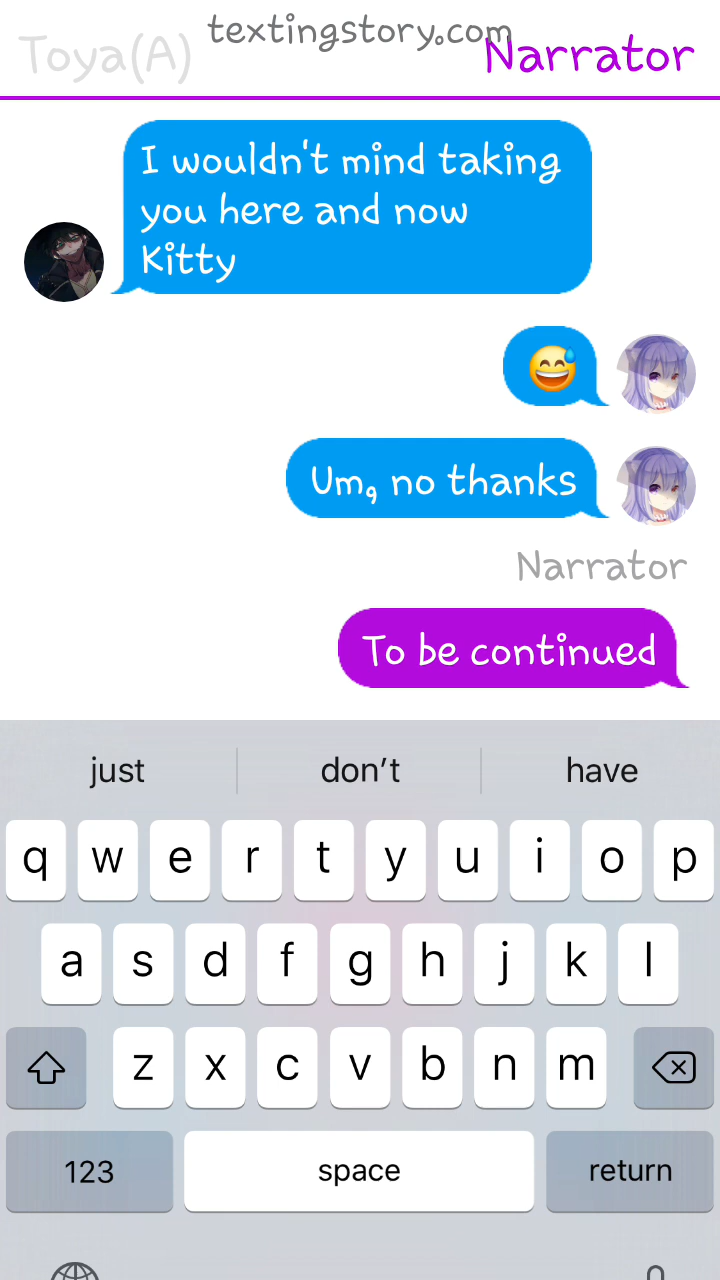 textingstory.com
Toya(A) Narrator
I wouldn't mind taking
you here and now
Kitty
😅
Um, no thanks
Narrator
To be continued
just don't have
q w e r t y u i o p
a s d f g h j k l
z x c v b n m
123 space return